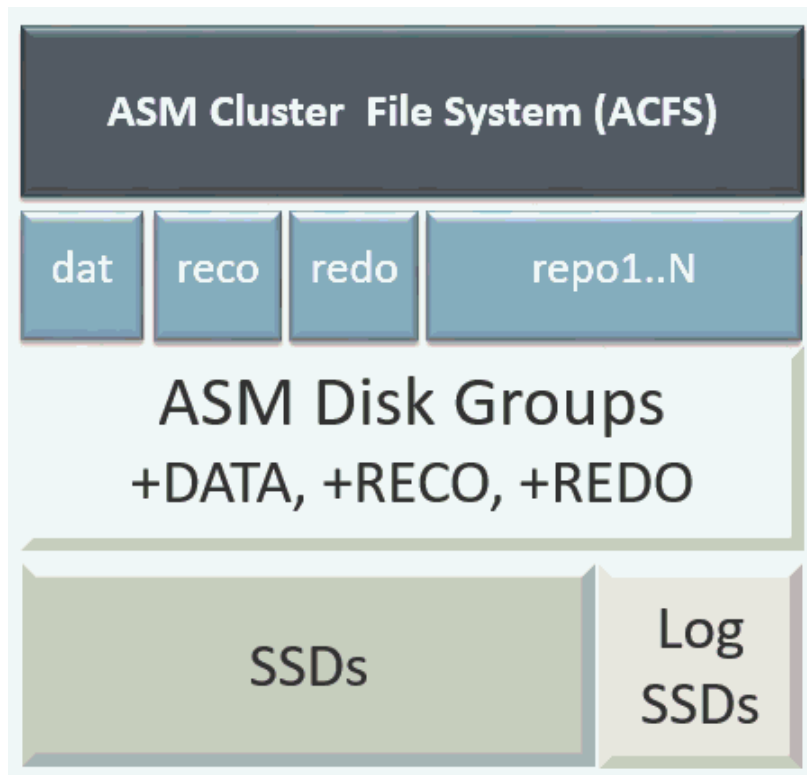 ASM Cluster File System (ACFS)
dat reco redo repo1..N
ASM Disk Groups
+DATA, +RECO, +REDO
SSDs
Log
SSDs